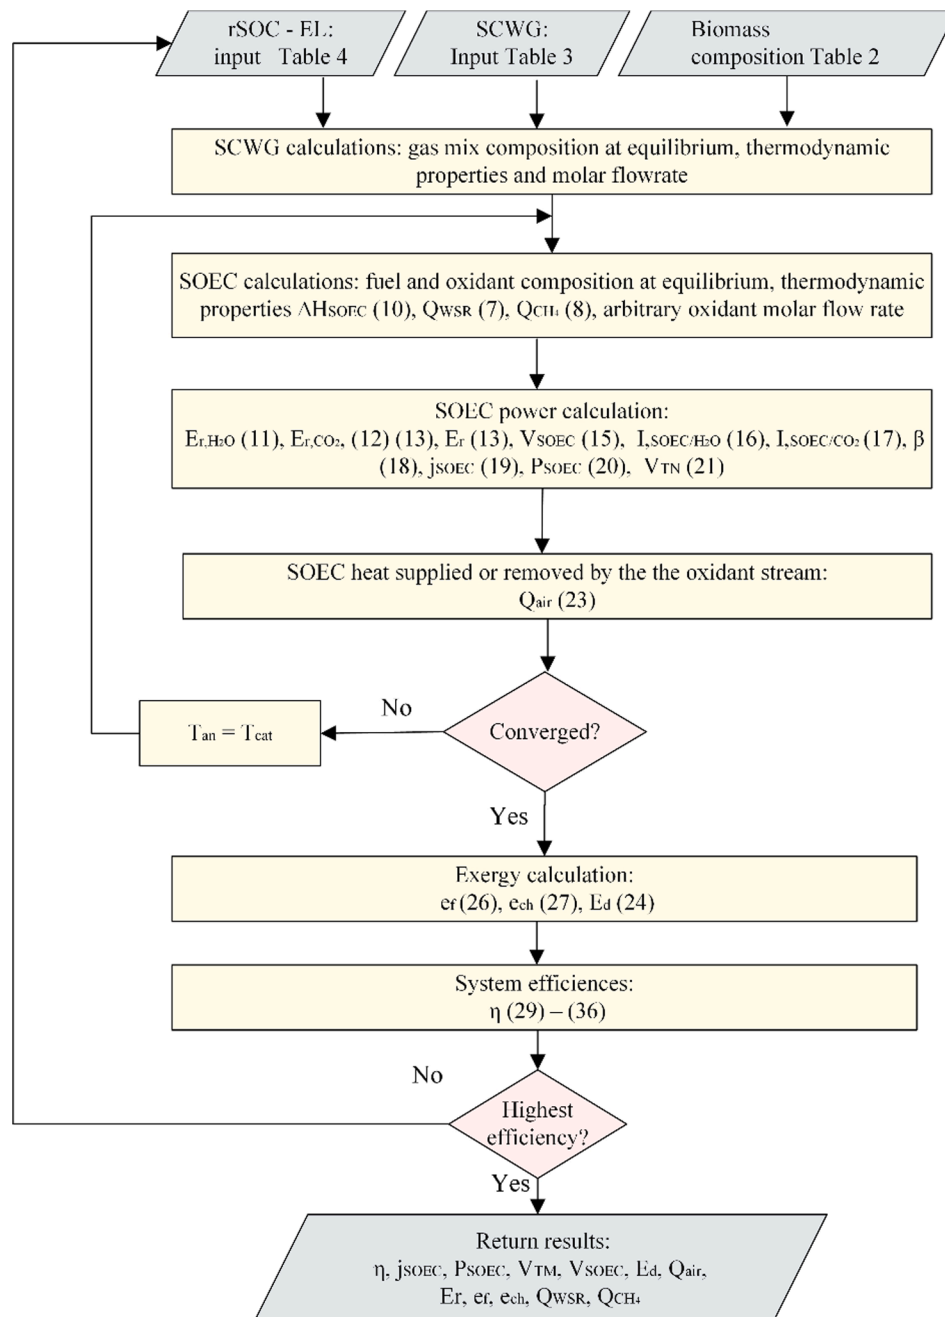 rSOC - EL:
input Table 4
SCWG:
Input Table 3
Biomass
composition Table 2
SCWG calculations: gas mix composition at equilibrium, thermodynamic
properties and molar flowrate
SOEC calculations: fuel and oxidant composition at equilibrium, thermodynamic
properties ΔHSOEC (10), QWSR (7), QCH₄ (8), arbitrary oxidant molar flow rate
SOEC power calculation:
Er,H₂O (11), Er,CO₂, (12) (13), Er (13), VSOEC (15), I,SOEC/H₂O (16), I,SOEC/CO₂ (17), β
(18), jSOEC (19), PSOEC (20), VTN (21)
SOEC heat supplied or removed by the the oxidant stream:
Qair (23)
Converged?
No
Tan = Tcat
Yes
Exergy calculation:
ef (26), ech (27), Ed (24)
System efficiences:
η (29) – (36)
No
Highest
efficiency?
Yes
Return results:
η, jSOEC, PSOEC, VTM, VSOEC, Ed, Qair,
Er, ef, ech, QWSR, QCH₄